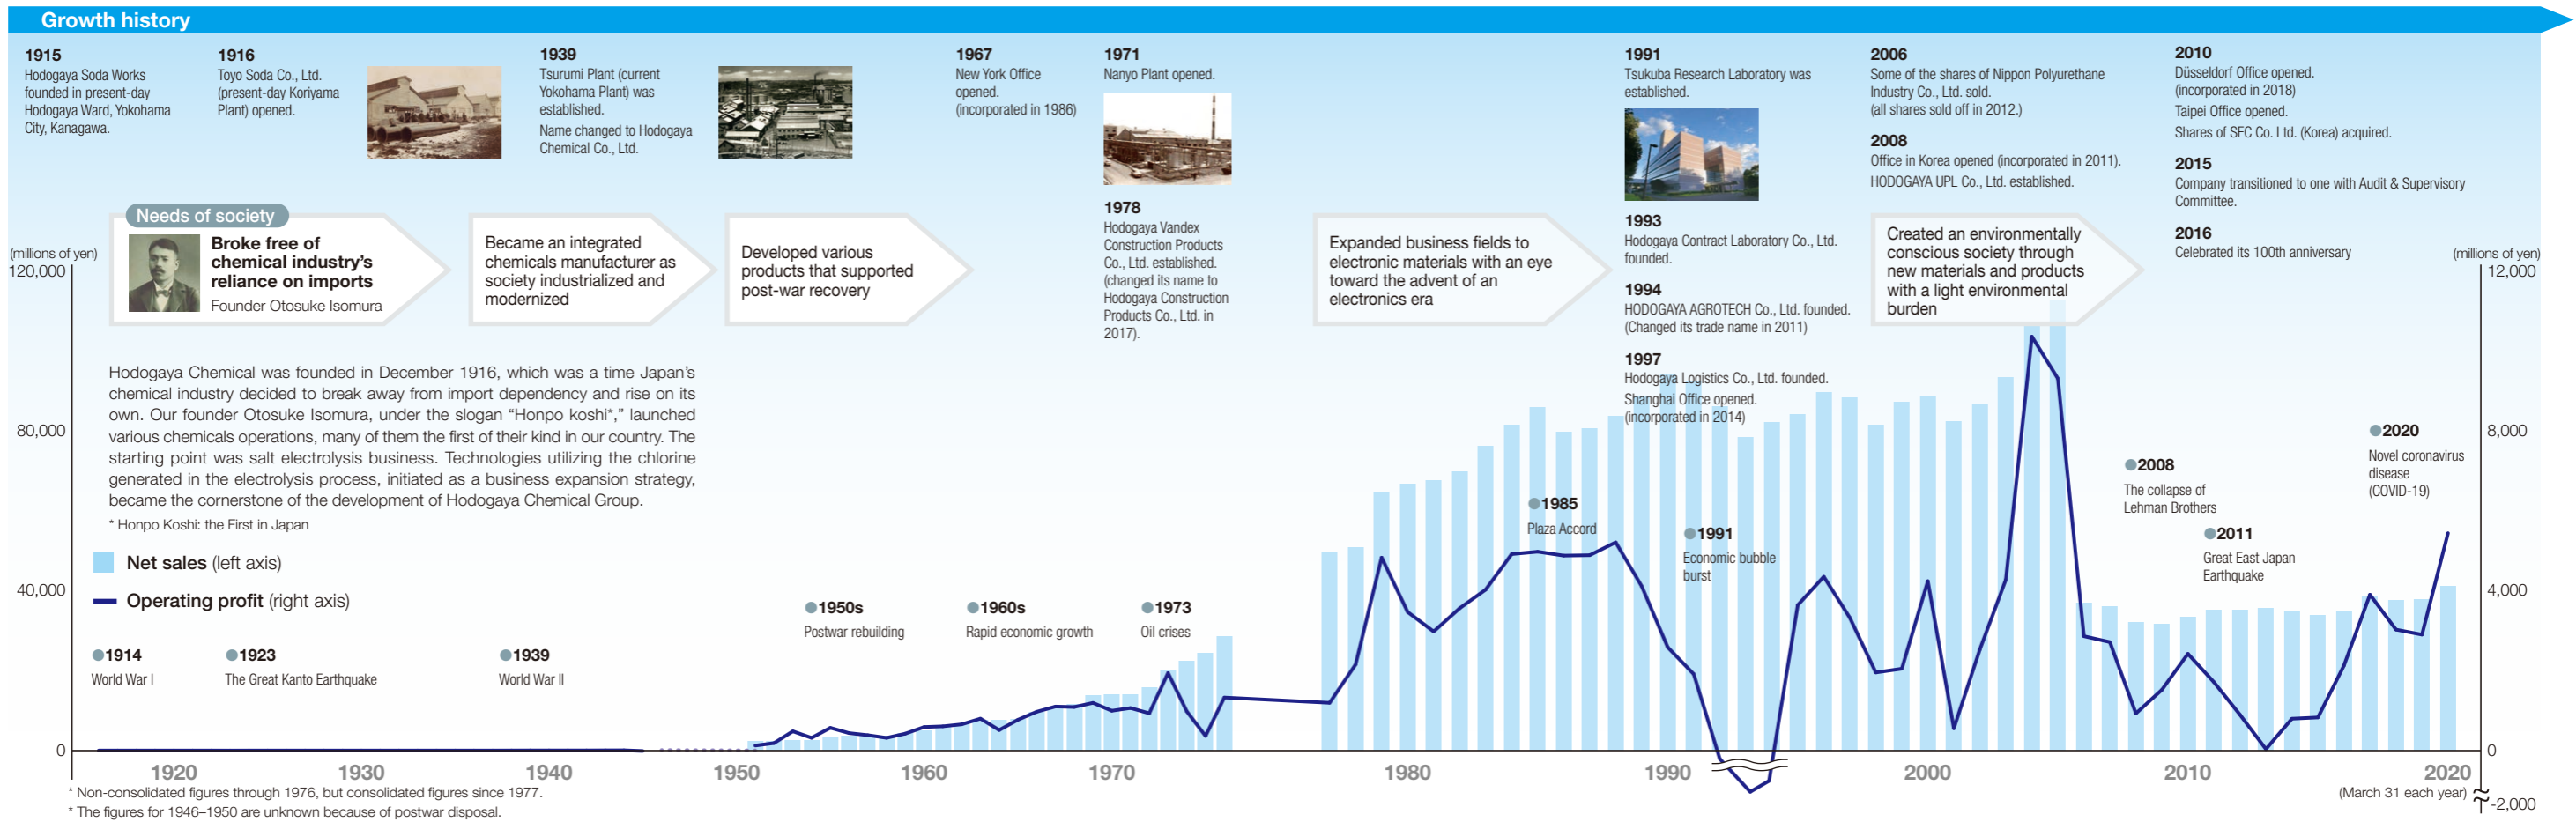 Growth history
1915
Hodogaya Soda Works
founded in present-day
Hodogaya Ward, Yokohama
City, Kanagawa.
1916
Toyo Soda Co., Ltd.
(present-day Koriyama
Plant) opened.
1939
Tsurumi Plant (current
Yokohama Plant) was
established.
Name changed to Hodogaya
Chemical Co., Ltd.
1967
New York Office
opened.
(incorporated in 1986)
1971
Nanyo Plant opened.
1978
Hodogaya Vandex
Construction Products
Co., Ltd. established.
(changed its name to
Hodogaya Construction
Products Co., Ltd. in
2017).
1991
Tsukuba Research Laboratory was
established.
1993
Hodogaya Contract Laboratory Co., Ltd.
founded.
1994
HODOGAYA AGROTECH Co., Ltd. founded.
(Changed its trade name in 2011)
1997
Hodogaya Logistics Co., Ltd. founded.
Shanghai Office opened.
(incorporated in 2014)
2006
Some of the shares of Nippon Polyurethane
Industry Co., Ltd. sold.
(all shares sold off in 2012.)
2008
Office in Korea opened (incorporated in 2011).
HODOGAYA UPL Co., Ltd. established.
2010
Düsseldorf Office opened.
(incorporated in 2018)
Taipei Office opened.
Shares of SFC Co. Ltd. (Korea) acquired.
2015
Company transitioned to one with Audit & Supervisory
Committee.
2016
Celebrated its 100th anniversary
Needs of society
Broke free of
chemical industry's
reliance on imports
Founder Otosuke Isomura
Became an integrated
chemicals manufacturer as
society industrialized and
modernized
Developed various
products that supported
post-war recovery
Expanded business fields to
electronic materials with an eye
toward the advent of an
electronics era
Created an environmentally
conscious society through
new materials and products
with a light environmental
burden
(millions of yen)
120,000
80,000
40,000
0
(millions of yen)
12,000
8,000
4,000
0
-2,000
Hodogaya Chemical was founded in December 1916, which was a time Japan's
chemical industry decided to break away from import dependency and rise on its
own. Our founder Otosuke Isomura, under the slogan “Honpo koshi*,” launched
various chemicals operations, many of them the first of their kind in our country. The
starting point was salt electrolysis business. Technologies utilizing the chlorine
generated in the electrolysis process, initiated as a business expansion strategy,
became the cornerstone of the development of Hodogaya Chemical Group.
* Honpo Koshi: the First in Japan
Net sales (left axis)
Operating profit (right axis)
1914
World War I
1923
The Great Kanto Earthquake
1939
World War II
1950s
Postwar rebuilding
1960s
Rapid economic growth
1973
Oil crises
1985
Plaza Accord
1991
Economic bubble
burst
2008
The collapse of
Lehman Brothers
2011
Great East Japan
Earthquake
2020
Novel coronavirus
disease
(COVID-19)
1920 1930 1940 1950 1960 1970 1980 1990 2000 2010 2020
(March 31 each year)
* Non-consolidated figures through 1976, but consolidated figures since 1977.
* The figures for 1946–1950 are unknown because of postwar disposal.